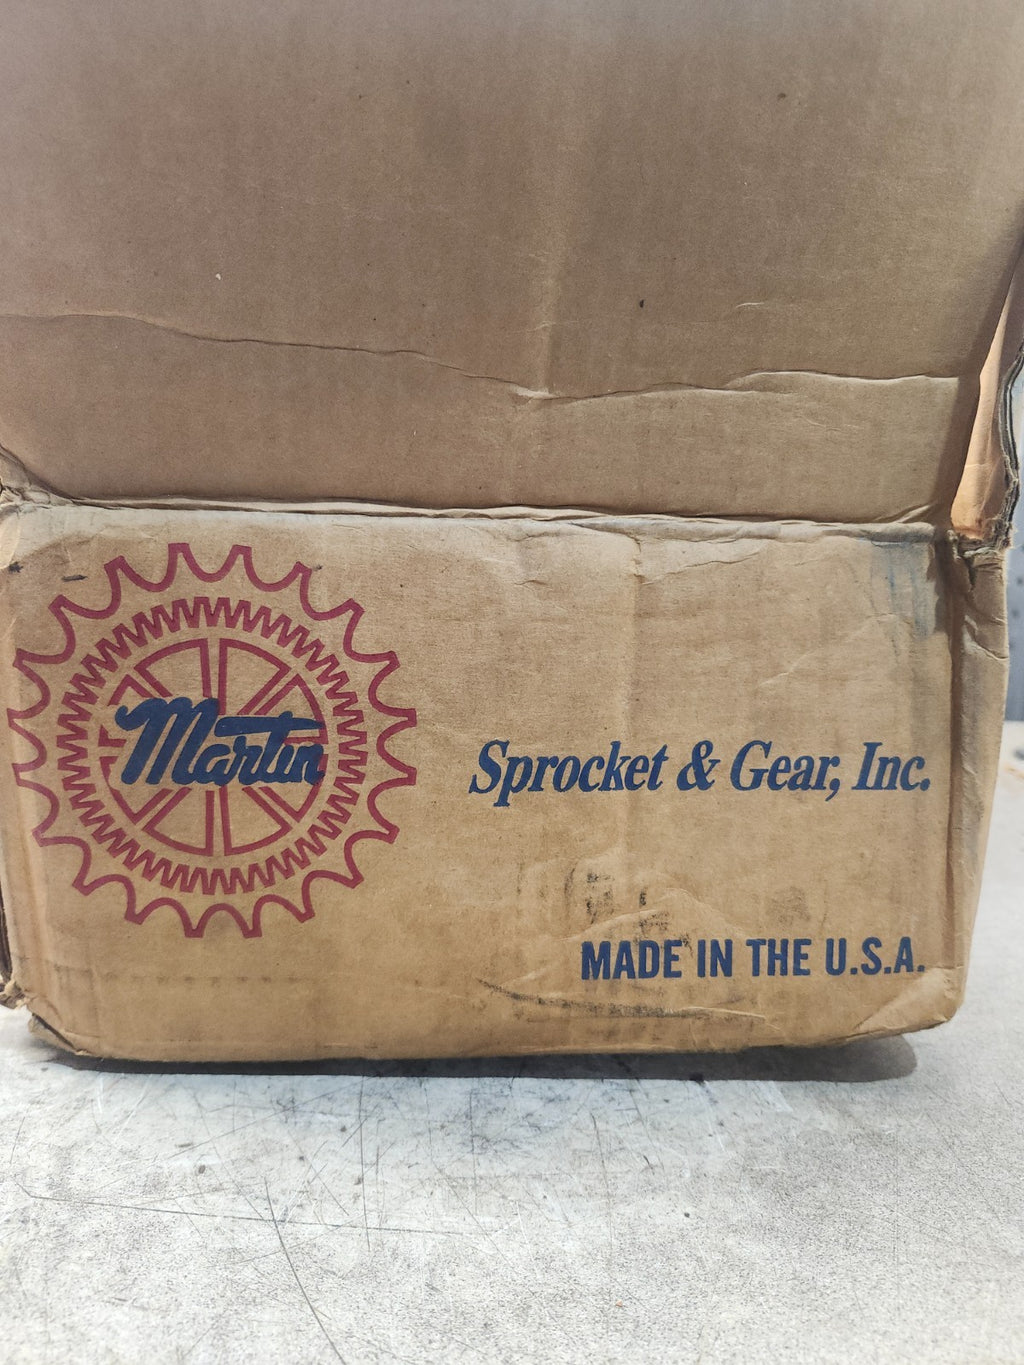 Martin
Sprocket & Gear, Inc.
MADE IN THE U.S.A.